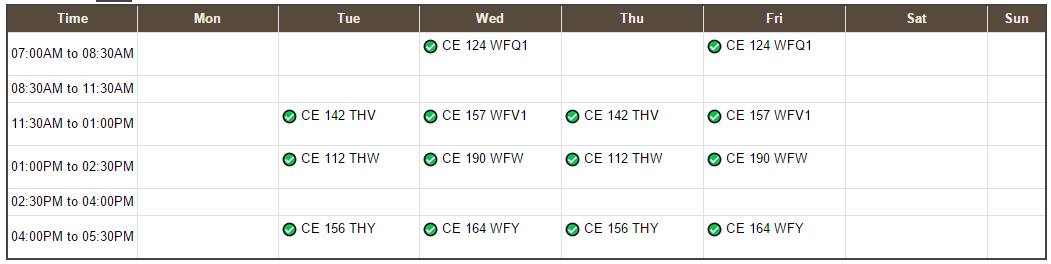 Time Mon Tue Wed Thu Fri Sat Sun
07:00AM to 08:30AM CE 124 WFQ1 CE 124 WFQ1
08:30AM to 11:30AM
11:30AM to 01:00PM CE 142 THV CE 157 WFV1 CE 142 THV CE 157 WFV1
01:00PM to 02:30PM CE 112 THW CE 190 WFW CE 112 THW CE 190 WFW
02:30PM to 04:00PM
04:00PM to 05:30PM CE 156 THY CE 164 WFY CE 156 THY CE 164 WFY